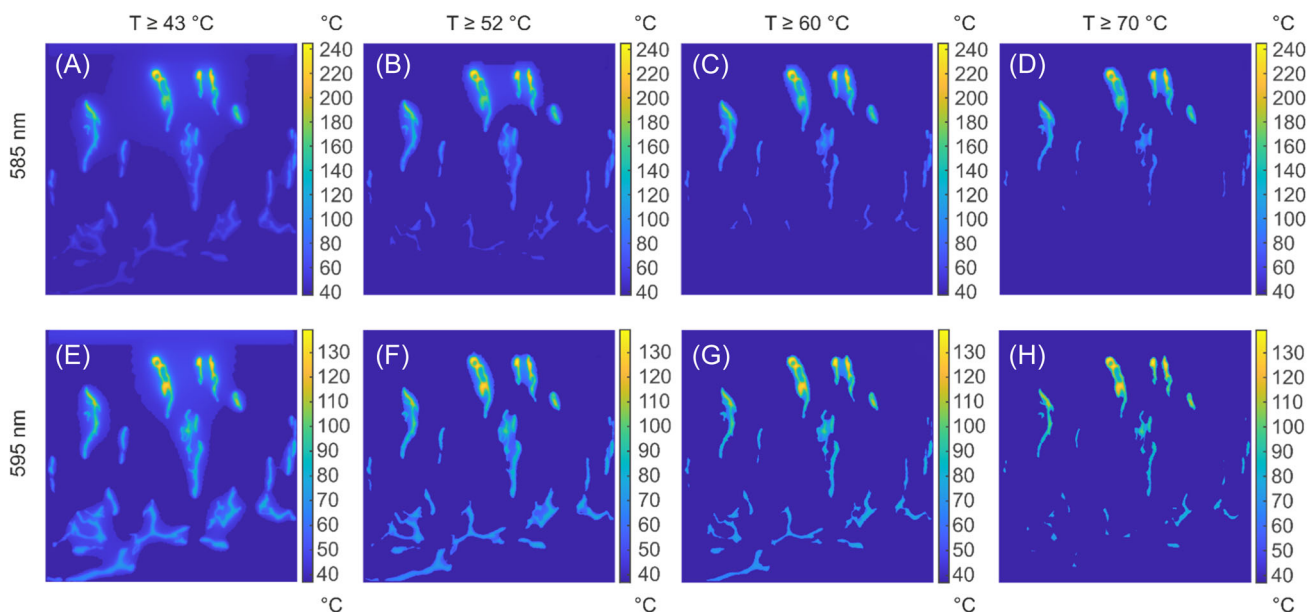 T ≥ 43 °C °C T ≥ 52 °C °C T ≥ 60 °C °C T ≥ 70 °C °C
585 nm
(A) (B) (C) (D)
240 240 240 240
220 220 220 220
200 200 200 200
180 180 180 180
160 160 160 160
140 140 140 140
120 120 120 120
100 100 100 100
80 80 80 80
60 60 60 60
40 40 40 40
595 nm
(E) (F) (G) (H)
130 130 130 130
120 120 120 120
110 110 110 110
100 100 100 100
90 90 90 90
80 80 80 80
70 70 70 70
60 60 60 60
50 50 50 50
40 40 40 40
°C °C °C °C